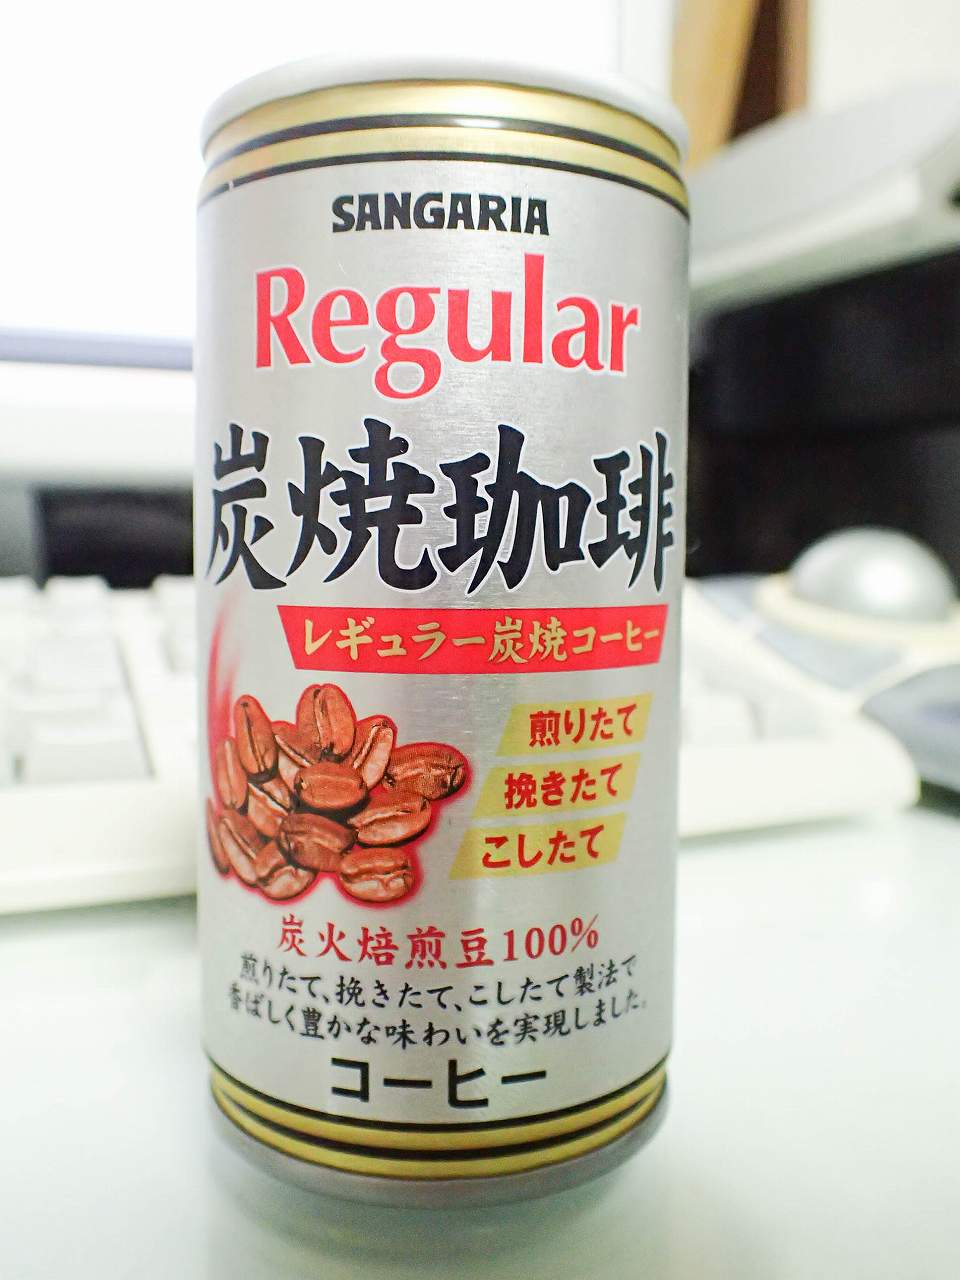 SANGARIA
Regular
炭焼珈琲
レギュラー炭焼コーヒー
煎りたて
挽きたて
こしたて
炭火焙煎豆100%
煎りたて、挽きたて、こしたて製法で
香ばしく豊かな味わいを実現しました。
コーヒー